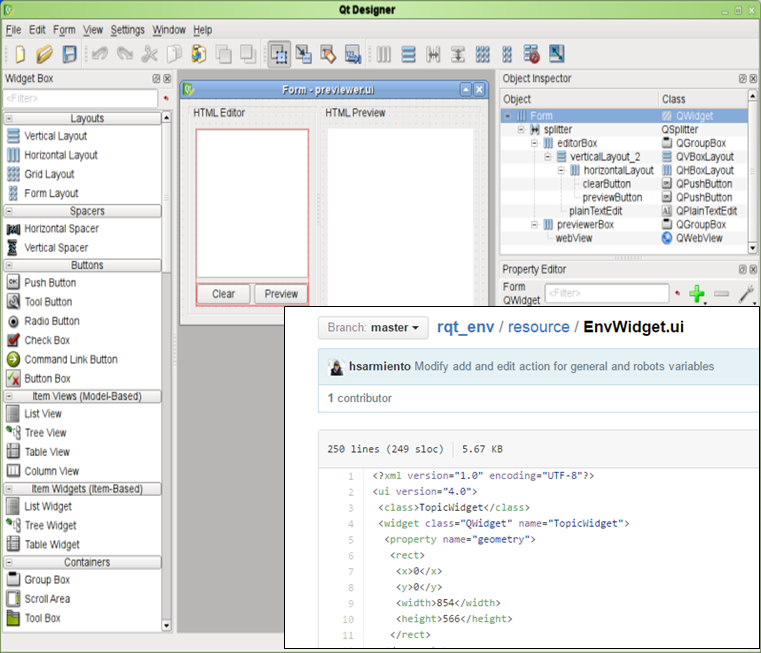 Qt Designer
File Edit Form View Settings Window Help
Widget Box
<Filter>
Layouts
Vertical Layout
Horizontal Layout
Grid Layout
Form Layout
Spacers
Horizontal Spacer
Vertical Spacer
Buttons
Push Button
Tool Button
Radio Button
Check Box
Command Link Button
Button Box
Item Views (Model-Based)
List View
Tree View
Table View
Column View
Item Widgets (Item-Based)
List Widget
Tree Widget
Table Widget
Containers
Group Box
Scroll Area
Tool Box
Form - previewer.ui
HTML Editor HTML Preview
Clear Preview
Object Inspector
Object Class
Form QWidget
splitter QSplitter
editorBox QGroupBox
verticalLayout_2 QVBoxLayout
horizontalLayout QHBoxLayout
clearButton QPushButton
previewButton QPushButton
plainTextEdit QPlainTextEdit
previewerBox QGroupBox
webView QWebView
Property Editor
Form
QWidget
<Filter>
Branch: master rqt_env / resource / EnvWidget.ui
hsarmiento Modify add and edit action for general and robots variables
1 contributor
250 lines (249 sloc) 5.67 KB
1 <?xml version="1.0" encoding="UTF-8"?>
2 <ui version="4.0">
3 <class>TopicWidget</class>
4 <widget class="QWidget" name="TopicWidget">
5 <property name="geometry">
6 <rect>
7 <x>0</x>
8 <y>0</y>
9 <width>854</width>
10 <height>566</height>
11 </rect>